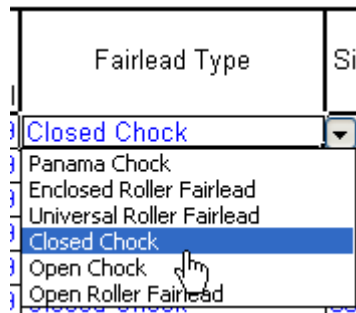 Fairlead Type
Si
Closed Chock
Panama Chock
Enclosed Roller Fairlead
Universal Roller Fairlead
Closed Chock
Open Chock
Open Roller Fairlead